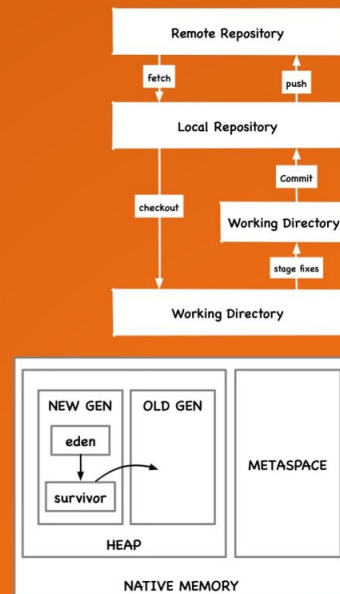 Remote Repository
fetch
push
Local Repository
Commit
checkout
Working Directory
stage fixes
Working Directory
NEW GEN
OLD GEN
eden
METASPACE
survivor
HEAP
NATIVE MEMORY